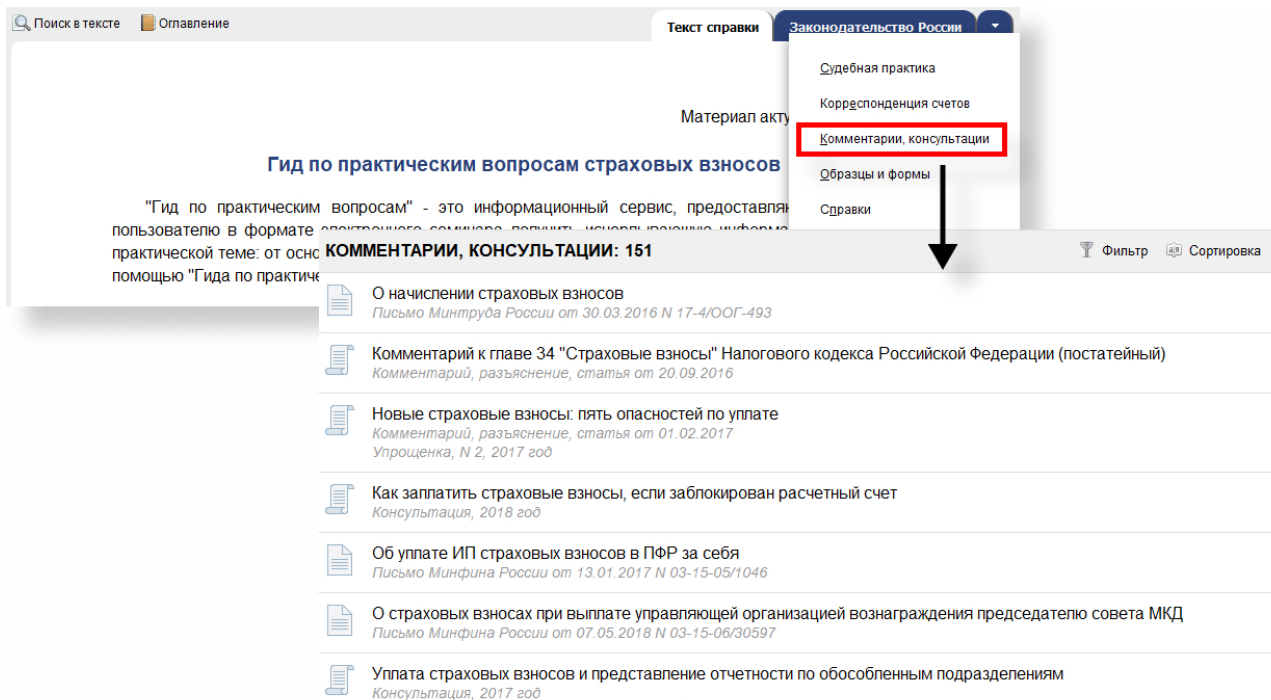 Поиск в тексте
Оглавление
Текст справки
Законодательство России
Судебная практика
Корреспонденция счетов
Комментарии, консультации
Образцы и формы
Справки
Материал акту
Гид по практическим вопросам страховых взносов
"Гид по практическим вопросам" - это информационный сервис, предоставляющ
пользователю в формате электронного семинара получить исчерпывающую информа
практической теме: от осно
помощью "Гида по практиче
КОММЕНТАРИИ, КОНСУЛЬТАЦИИ: 151
Фильтр
Сортировка
О начислении страховых взносов
Письмо Минтруда России от 30.03.2016 N 17-4/ООГ-493
Комментарий к главе 34 "Страховые взносы" Налогового кодекса Российской Федерации (постатейный)
Комментарий, разъяснение, статья от 20.09.2016
Новые страховые взносы: пять опасностей по уплате
Комментарий, разъяснение, статья от 01.02.2017
Упрощенка, N 2, 2017 год
Как заплатить страховые взносы, если заблокирован расчетный счет
Консультация, 2018 год
Об уплате ИП страховых взносов в ПФР за себя
Письмо Минфина России от 13.01.2017 N 03-15-05/1046
О страховых взносах при выплате управляющей организацией вознаграждения председателю совета МКД
Письмо Минфина России от 07.05.2018 N 03-15-06/30597
Уплата страховых взносов и представление отчетности по обособленным подразделениям
Консультация, 2017 год